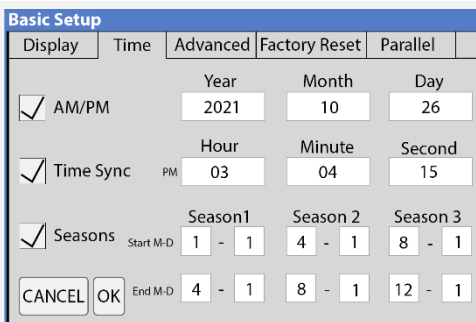 Basic Setup
Display Time Advanced Factory Reset Parallel
Year Month Day
AM/PM 2021 10 26
Hour Minute Second
Time Sync PM 03 04 15
Season1 Season 2 Season 3
Seasons Start M-D 1 - 1 4 - 1 8 - 1
CANCEL OK End M-D 4 - 1 8 - 1 12 - 1